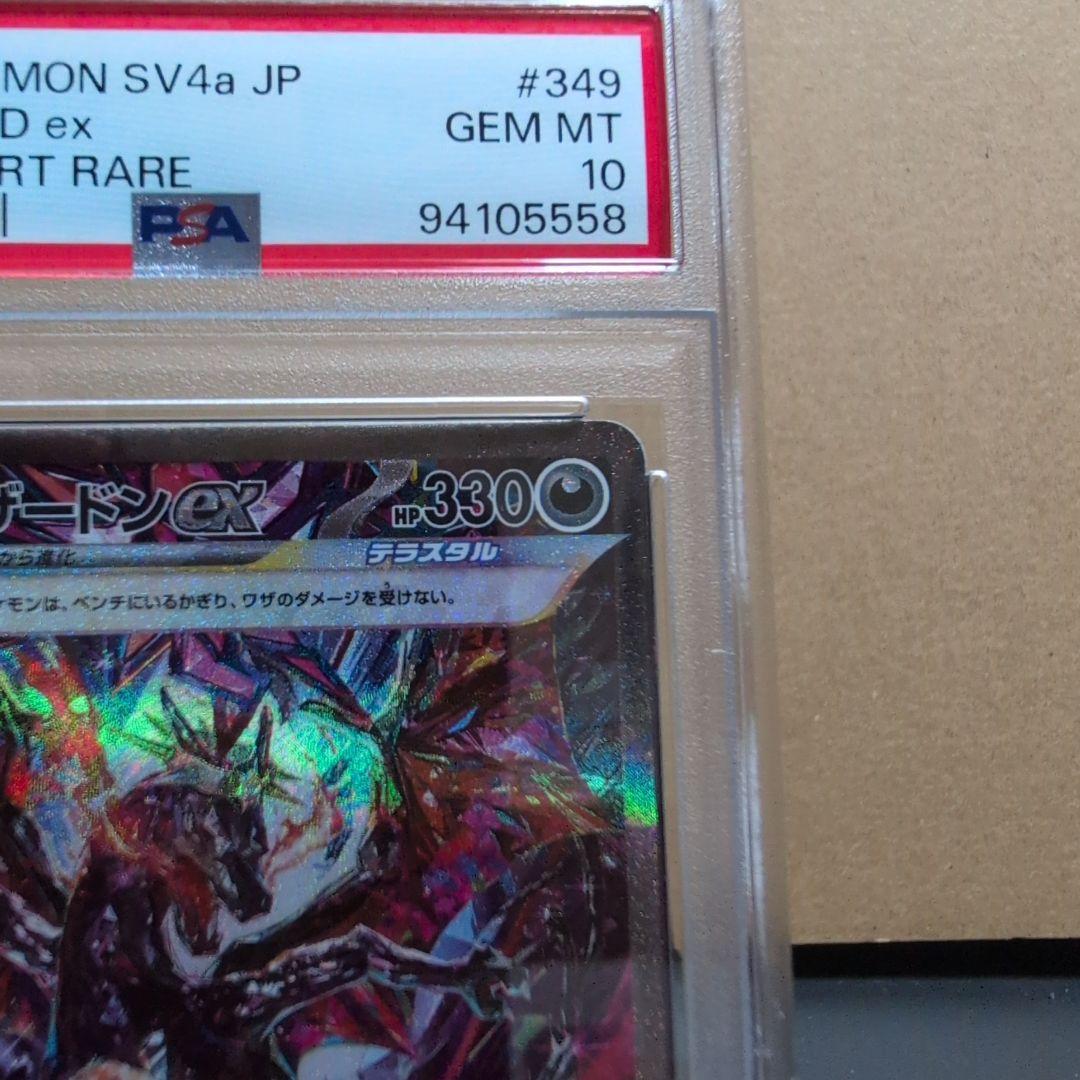 MON SV4a JP #349
D ex GEM MT
RT RARE 10
PSA 94105558
ザードンex HP330
から進化 テラスタル
ケモンは、ベンチにいるかぎり、ワザのダメージを受けない。